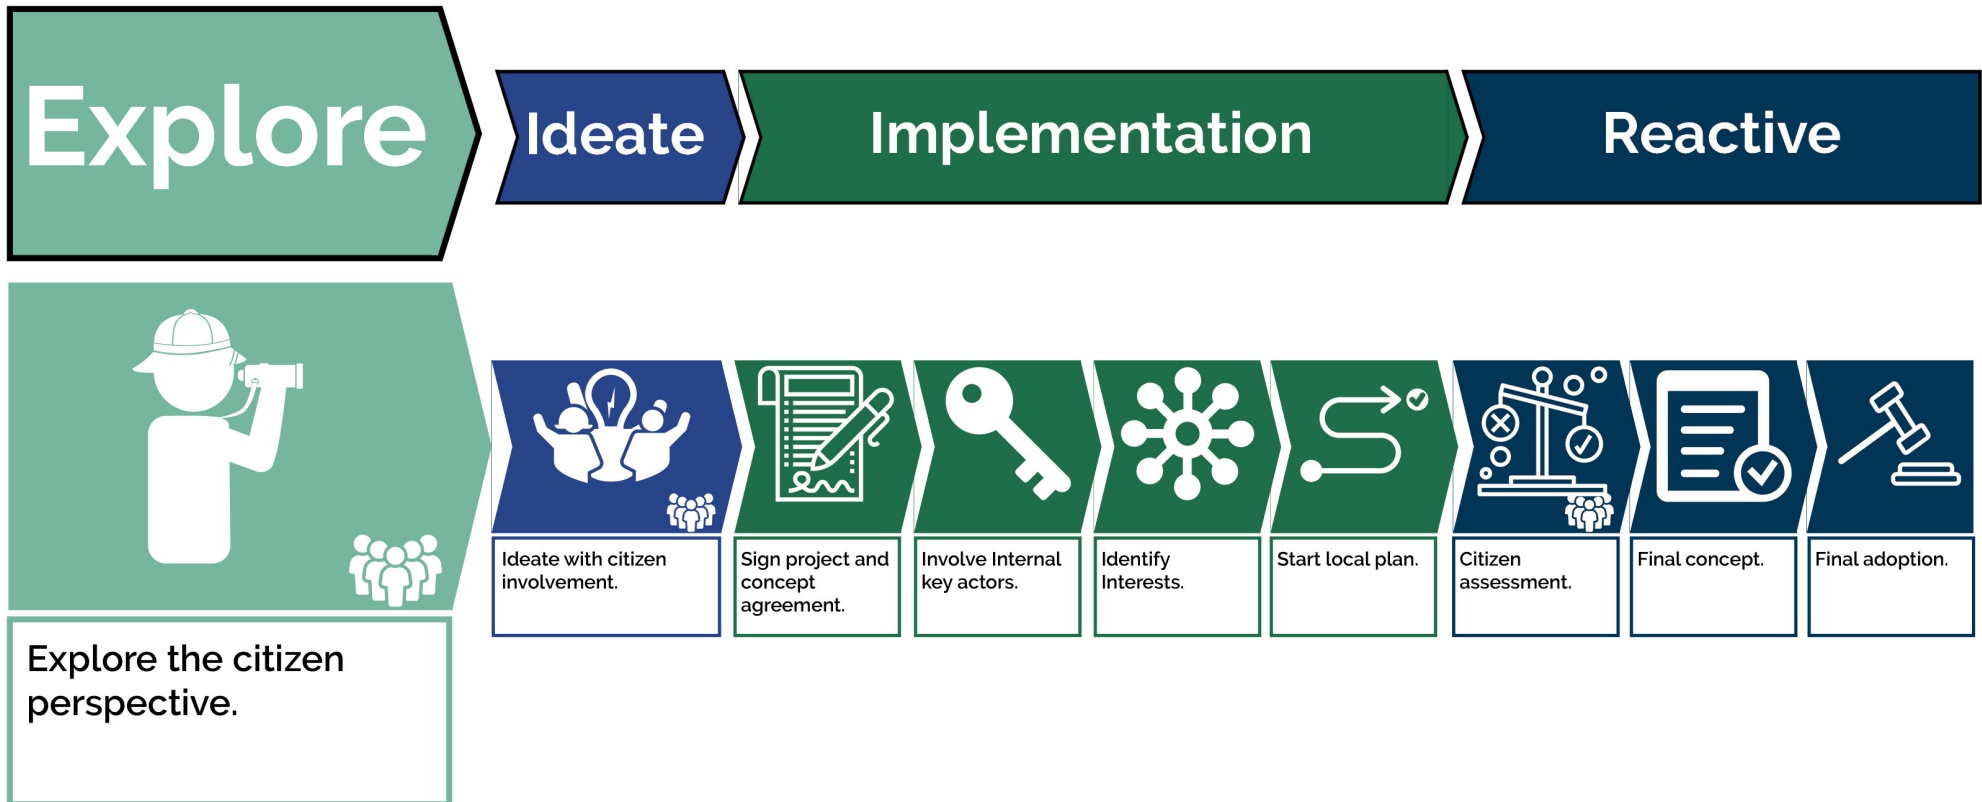 Explore
Ideate
Implementation
Reactive
Explore the citizen
perspective.
Ideate with citizen
involvement.
Sign project and
concept
agreement.
Involve Internal
key actors.
Identify
Interests.
Start local plan.
Citizen
assessment.
Final concept.
Final adoption.